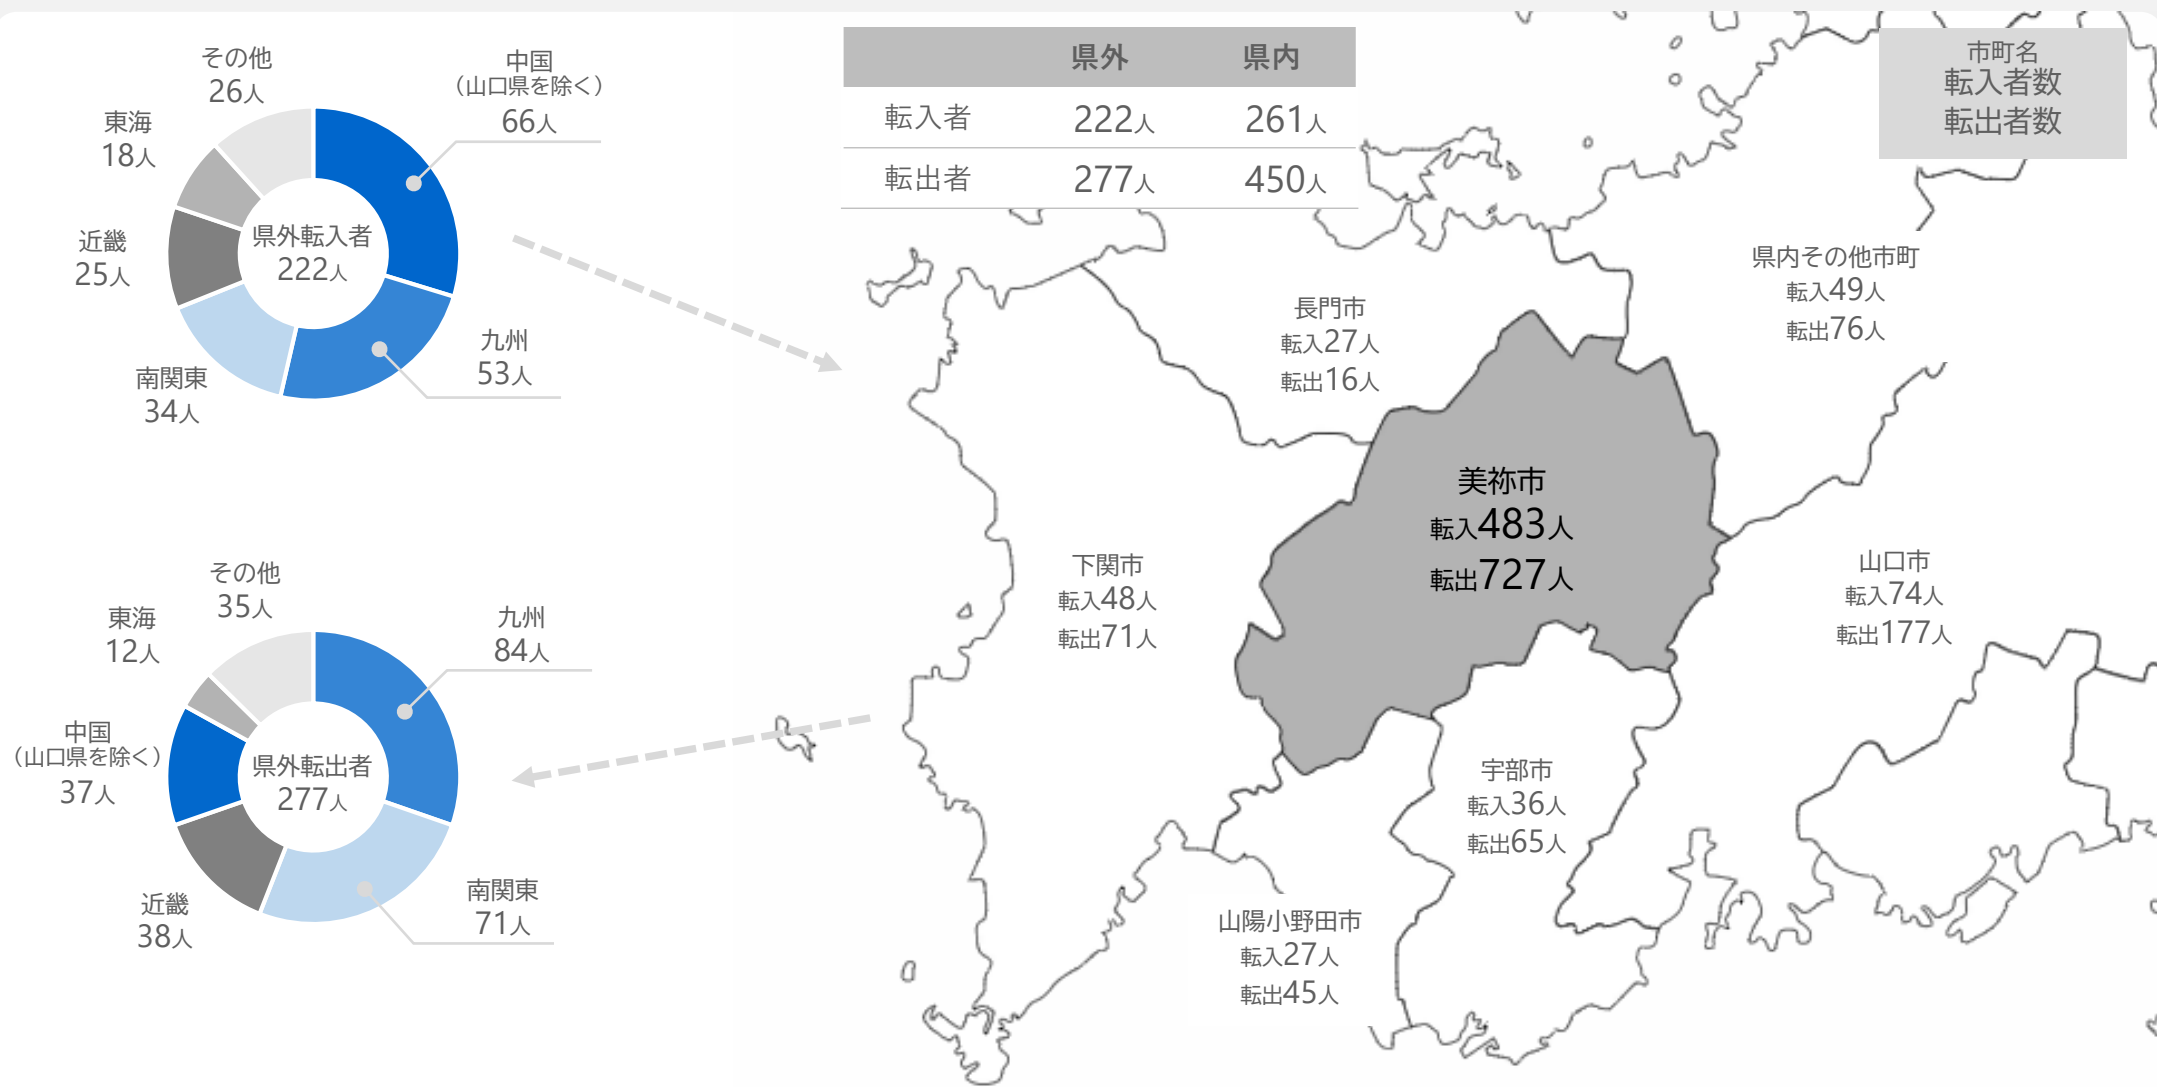 その他
26人
中国
（山口県を除く）
66人
東海
18人
近畿
25人
県外転入者
222人
南関東
34人
九州
53人
県外 県内
転入者 222人 261人
転出者 277人 450人
市町名
転入者数
転出者数
県内その他市町
転入49人
転出76人
長門市
転入27人
転出16人
美祢市
転入483人
転出727人
下関市
転入48人
転出71人
山口市
転入74人
転出177人
宇部市
転入36人
転出65人
山陽小野田市
転入27人
転出45人
その他
35人
九州
84人
東海
12人
中国
（山口県を除く）
37人
県外転出者
277人
近畿
38人
南関東
71人